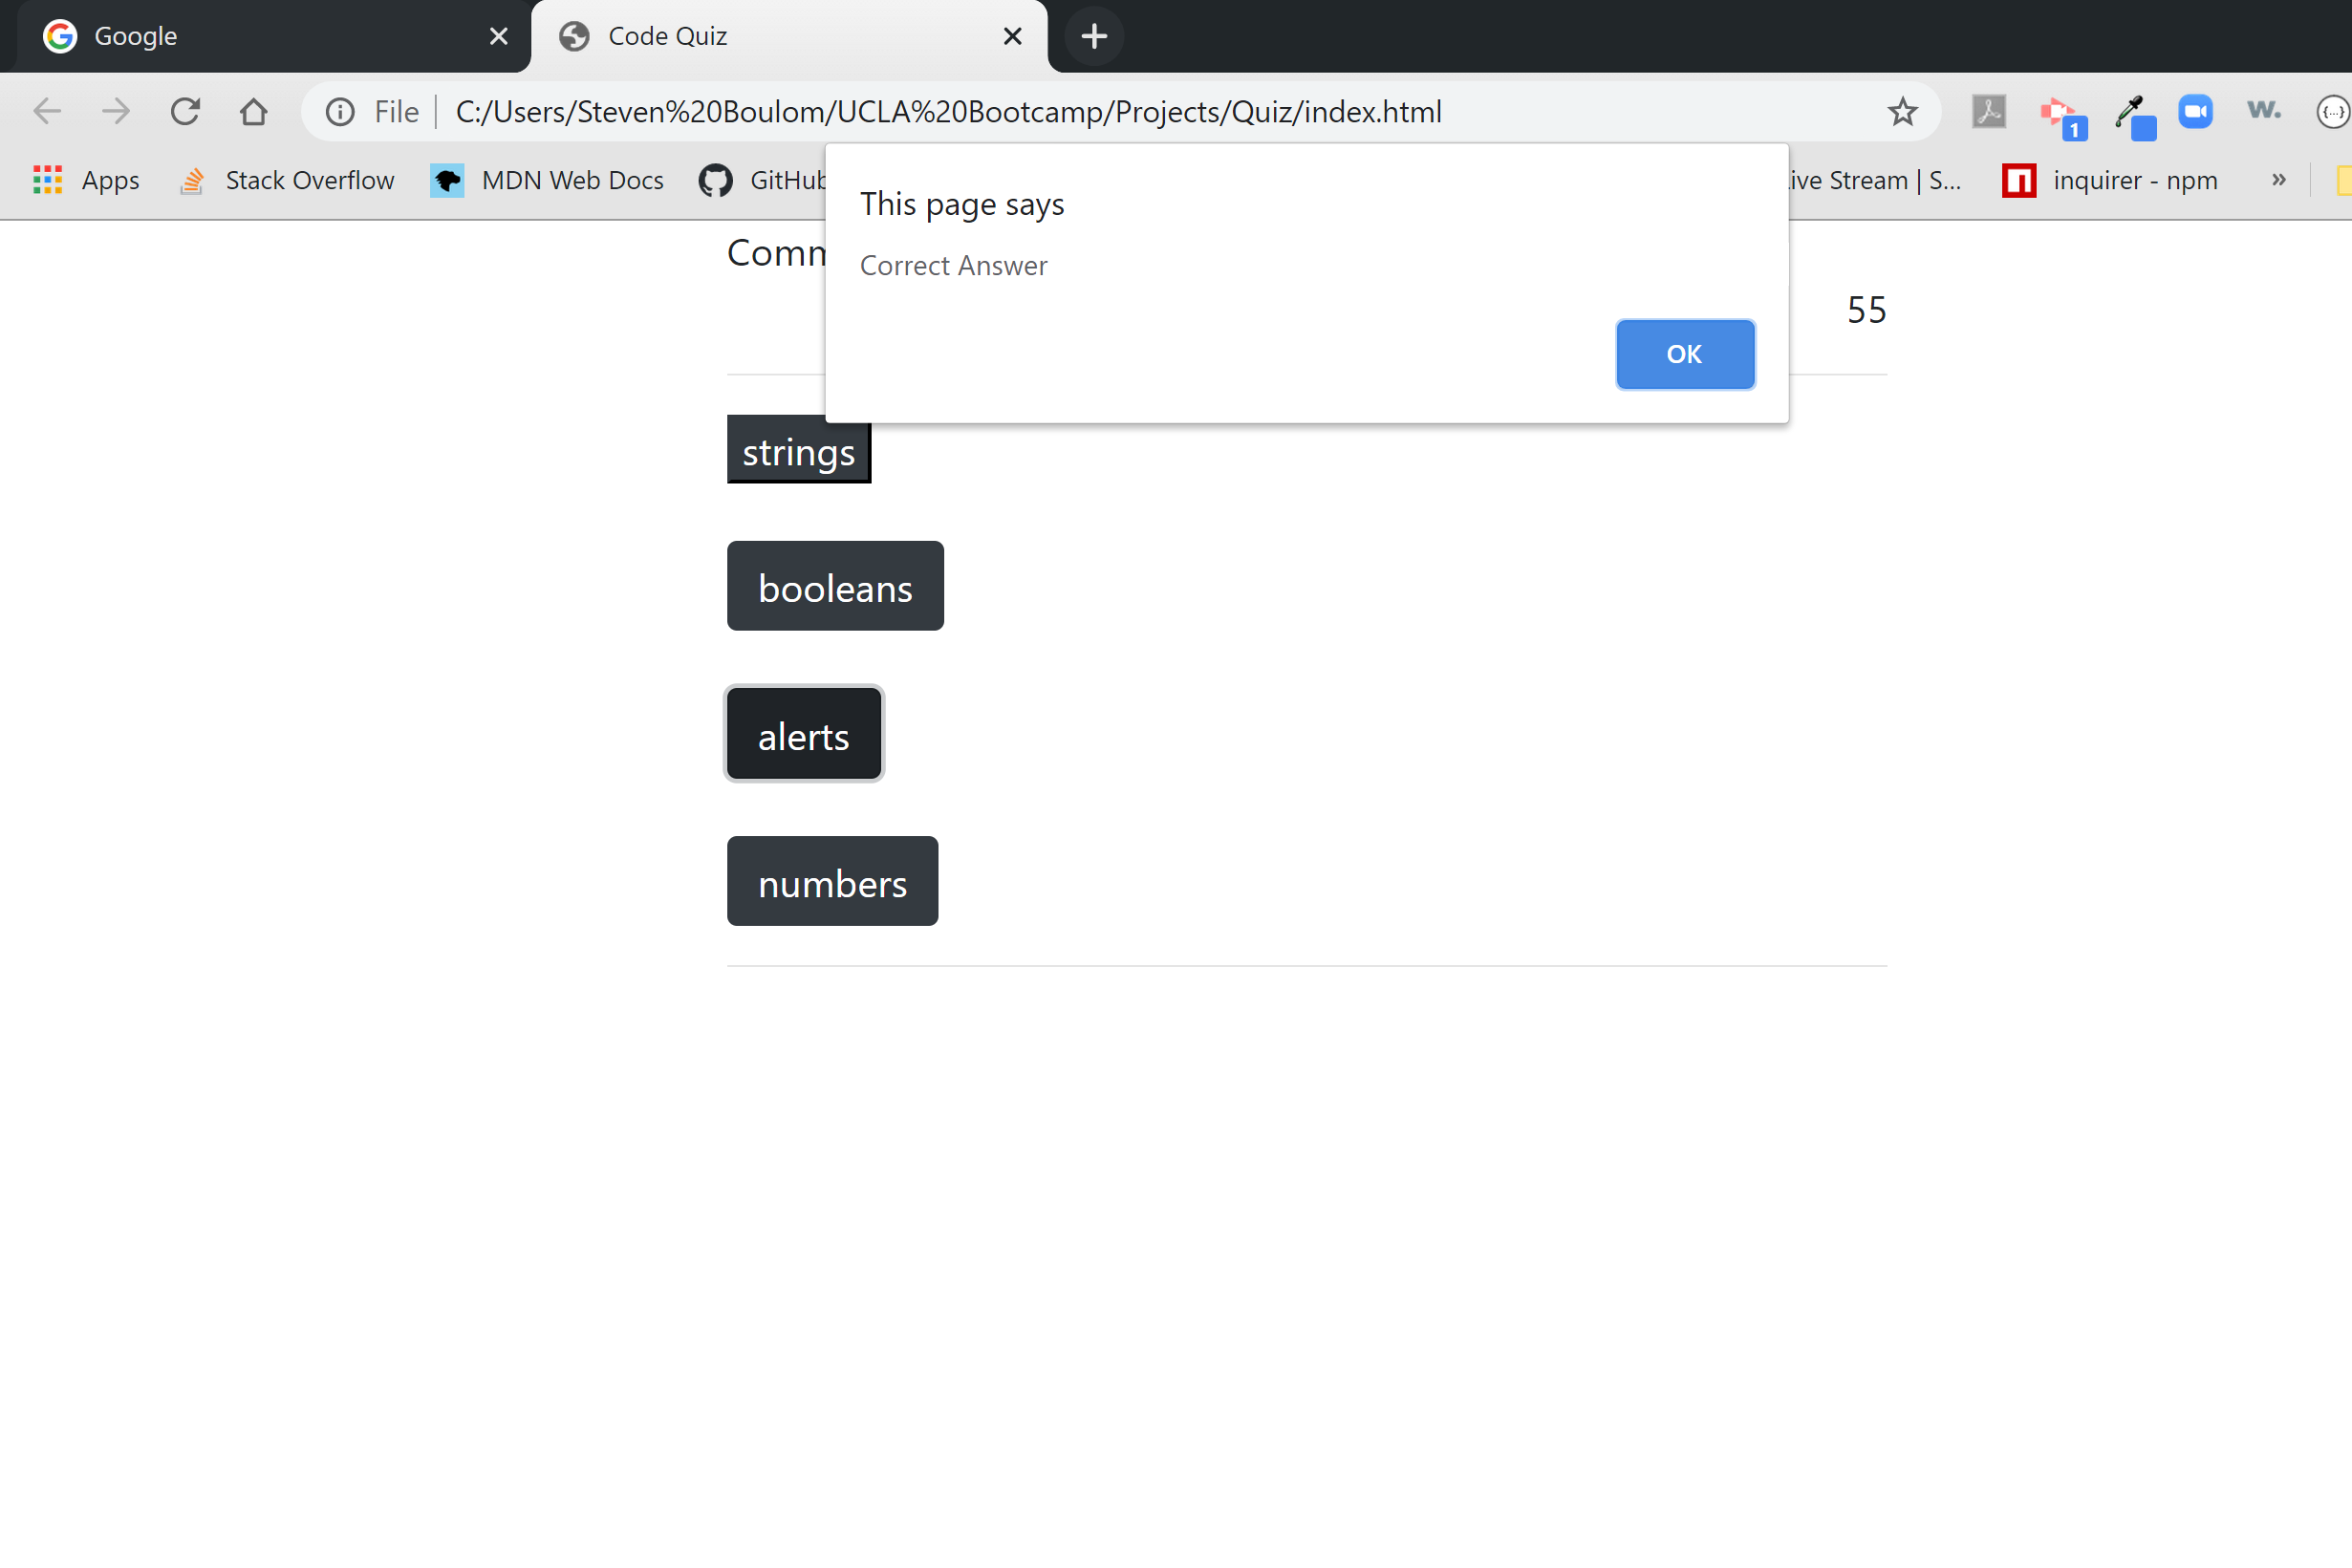 Google
Code Quiz
File
C:/Users/Steven%20Boulom/UCLA%20Bootcamp/Projects/Quiz/index.html
1
W.
{...}
Apps
Stack Overflow
MDN Web Docs
GitHub
ive Stream | S...
inquirer - npm
»
This page says
Correct Answer
OK
Comm
55
strings
booleans
alerts
numbers